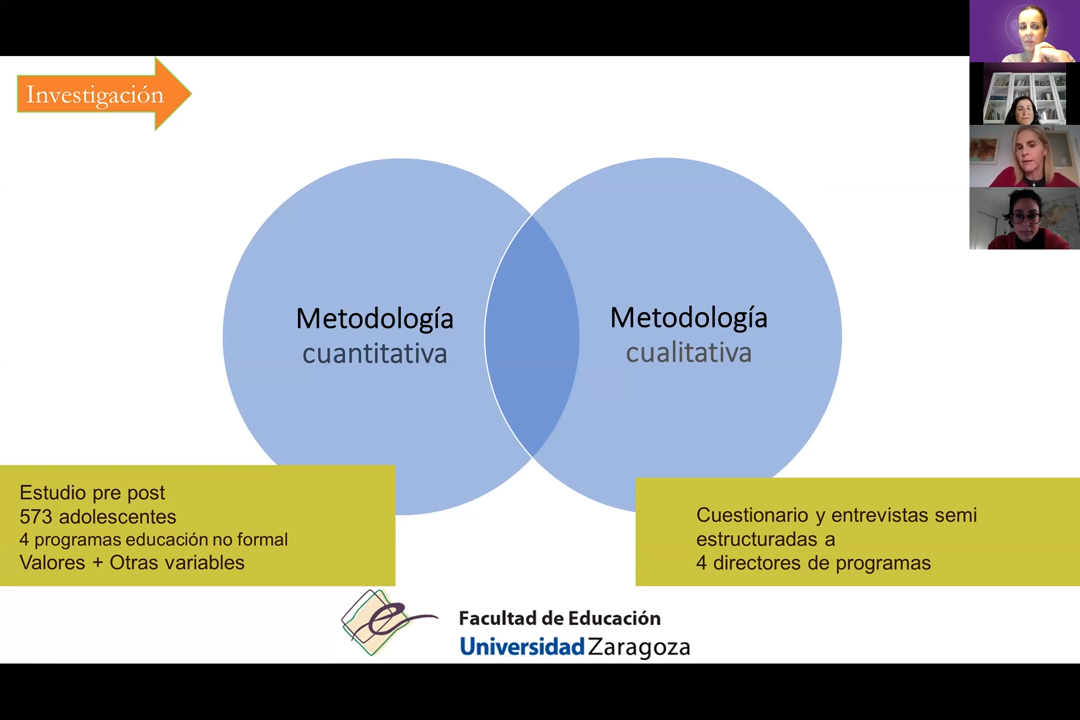 Investigación
Metodología
cuantitativa
Metodología
cualitativa
Estudio pre post
573 adolescentes
4 programas educación no formal
Valores + Otras variables
Cuestionario y entrevistas semi
estructuradas a
4 directores de programas
Facultad de Educación
Universidad Zaragoza